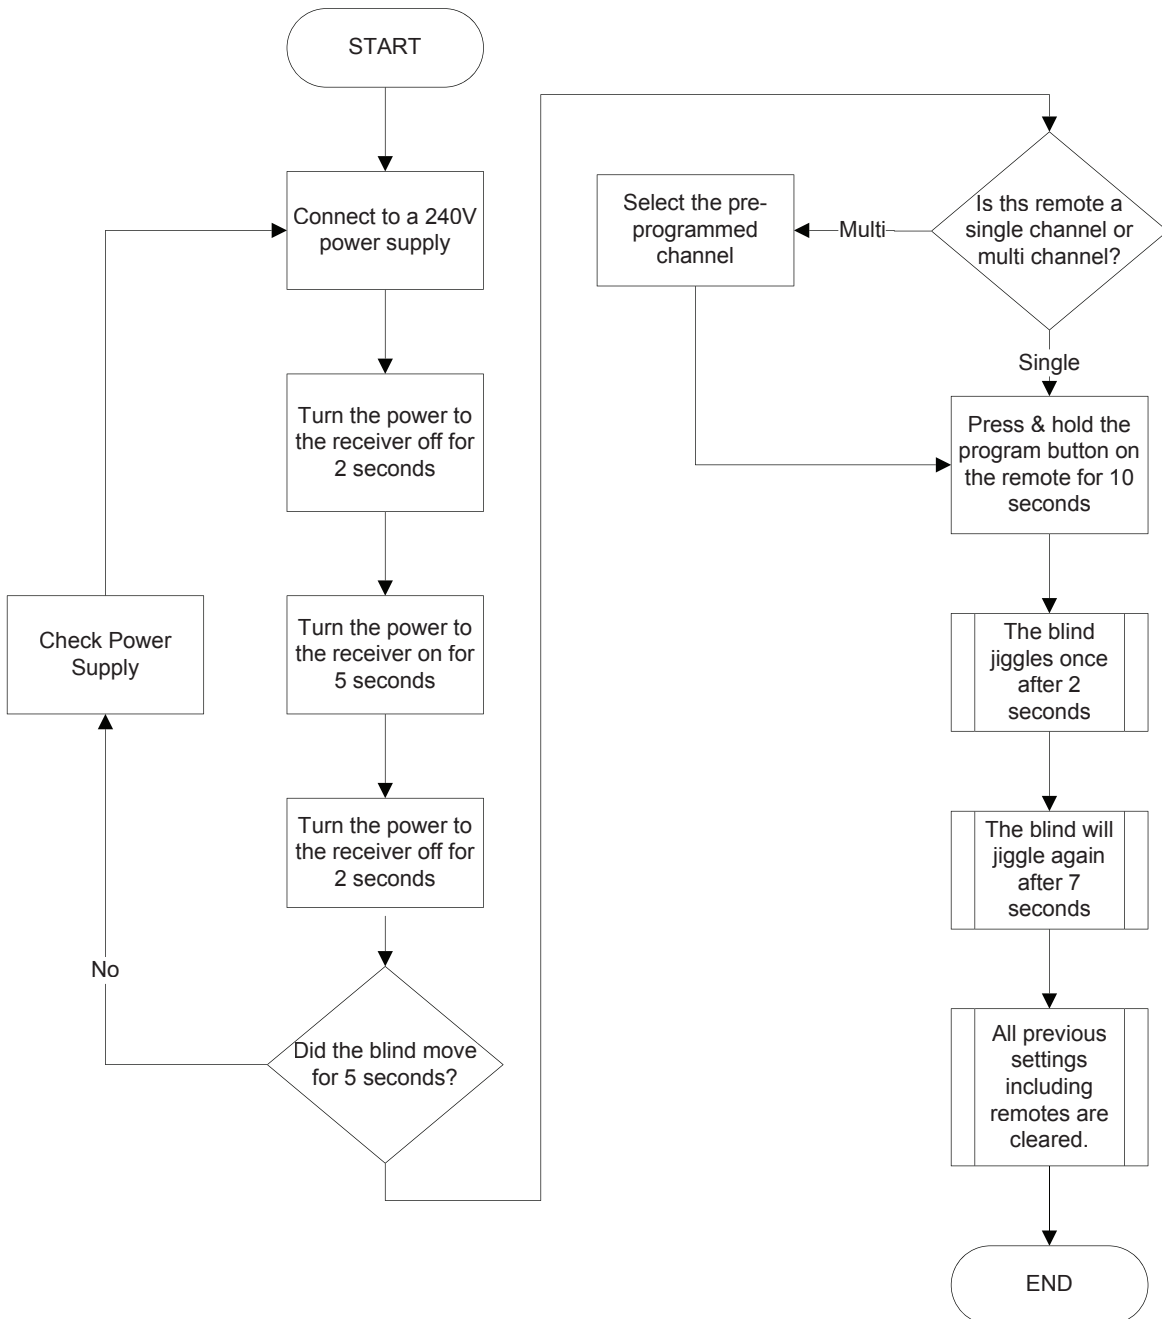 START
Connect to a 240V
power supply
Turn the power to
the receiver off for
2 seconds
Turn the power to
the receiver on for
5 seconds
Turn the power to
the receiver off for
2 seconds
Did the blind move
for 5 seconds?
No
Check Power
Supply
Is ths remote a
single channel or
multi channel?
Multi
Select the pre-
programmed
channel
Single
Press & hold the
program button on
the remote for 10
seconds
The blind
jiggles once
after 2
seconds
The blind will
jiggle again
after 7
seconds
All previous
settings
including
remotes are
cleared.
END